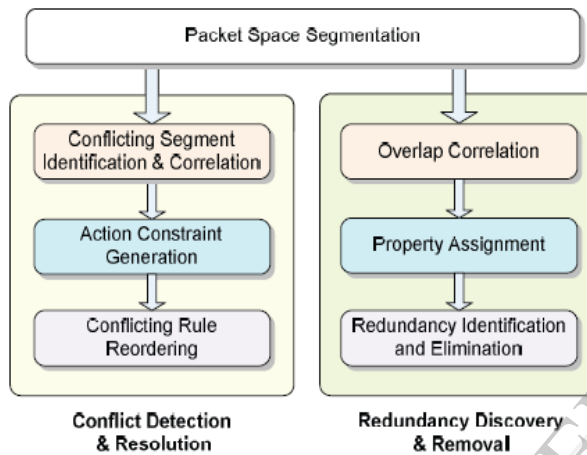 Packet Space Segmentation
Conflicting Segment
Identification & Correlation
Action Constraint
Generation
Conflicting Rule
Reordering
Conflict Detection
& Resolution
Overlap Correlation
Property Assignment
Redundancy Identification
and Elimination
Redundancy Discovery
& Removal